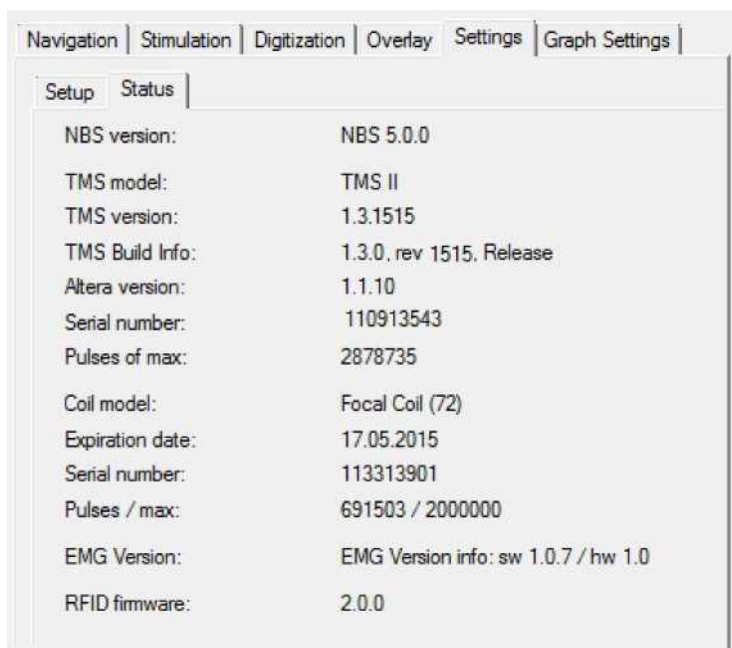 Navigation Stimulation Digitization Overlay Settings Graph Settings
Setup Status
NBS version: NBS 5.0.0
TMS model: TMS II
TMS version: 1.3.1515
TMS Build Info: 1.3.0, rev 1515, Release
Altera version: 1.1.10
Serial number: 110913543
Pulses of max: 2878735
Coil model: Focal Coil (72)
Expiration date: 17.05.2015
Serial number: 113313901
Pulses / max: 691503 / 2000000
EMG Version: EMG Version info: sw 1.0.7 / hw 1.0
RFID firmware: 2.0.0